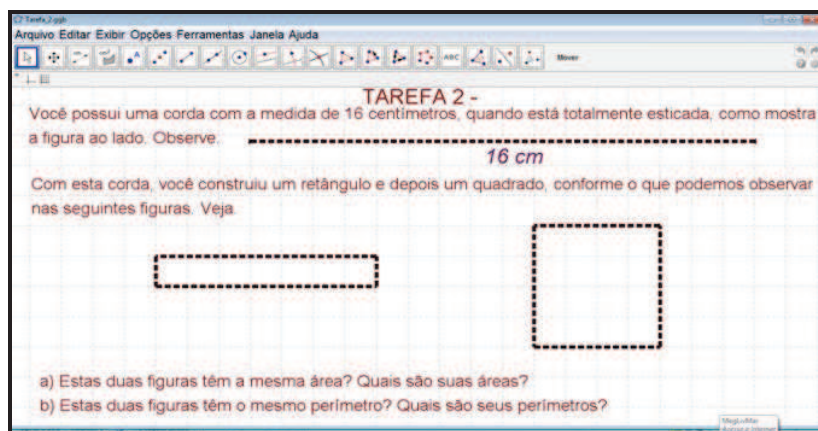 Tarefa_2.ggb
Arquivo Editar Exibir Opções Ferramentas Janela Ajuda
ABC
Mover
TAREFA 2 -
Você possui uma corda com a medida de 16 centímetros, quando está totalmente esticada, como mostra
a figura ao lado. Observe.
16 cm
Com esta corda, você construiu um retângulo e depois um quadrado, conforme o que podemos observar
nas seguintes figuras. Veja.
a) Estas duas figuras têm a mesma área? Quais são suas áreas?
b) Estas duas figuras têm o mesmo perímetro? Quais são seus perímetros?